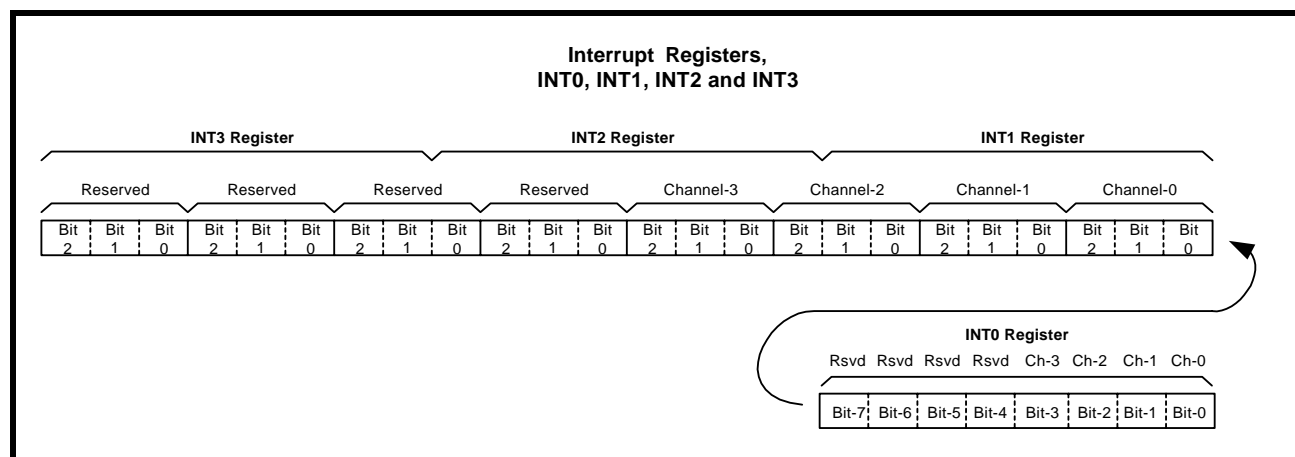 Interrupt Registers,
INT0, INT1, INT2 and INT3
INT3 Register INT2 Register INT1 Register
Reserved Reserved Reserved Reserved Channel-3 Channel-2 Channel-1 Channel-0
Bit Bit Bit Bit Bit Bit Bit Bit Bit Bit Bit Bit Bit Bit Bit Bit Bit Bit Bit Bit Bit Bit Bit Bit
2 1 0 2 1 0 2 1 0 2 1 0 2 1 0 2 1 0 2 1 0 2 1 0
INT0 Register
Rsvd Rsvd Rsvd Rsvd Ch-3 Ch-2 Ch-1 Ch-0
Bit-7 Bit-6 Bit-5 Bit-4 Bit-3 Bit-2 Bit-1 Bit-0